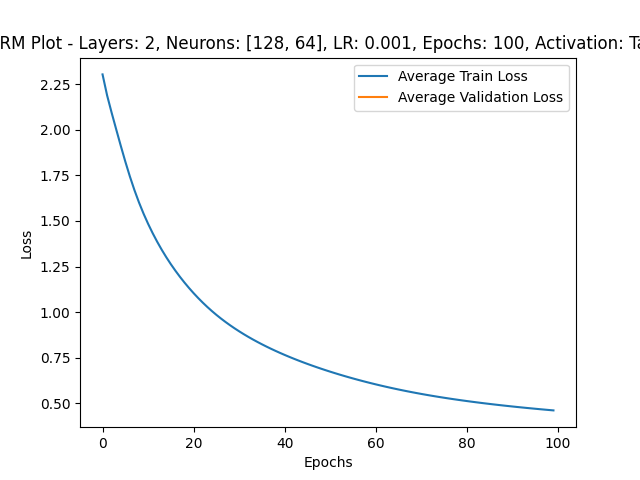 RM Plot - Layers: 2, Neurons: [128, 64], LR: 0.001, Epochs: 100, Activation: Ta
Average Train Loss
Average Validation Loss
2.25
2.00
1.75
1.50
1.25
1.00
0.75
0.50
Loss
0 20 40 60 80 100
Epochs